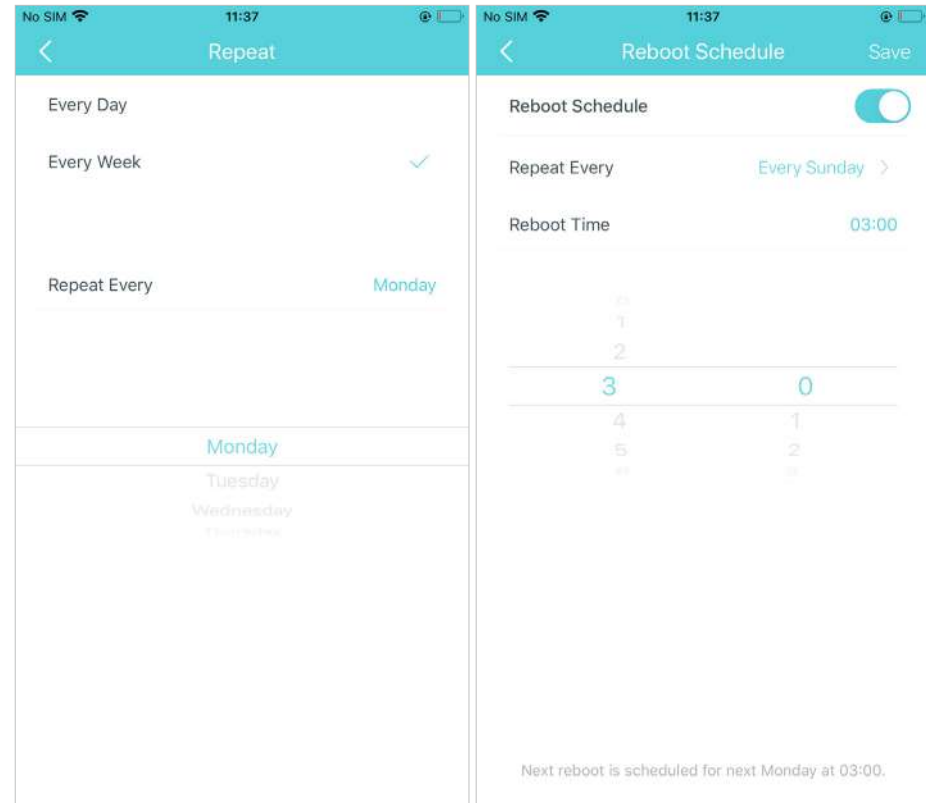 No SIM 11:37
Repeat
Every Day
Every Week
Repeat Every Monday
Monday
Tuesday
Wednesday
Thursday
No SIM 11:37
Reboot Schedule Save
Reboot Schedule
Repeat Every Every Sunday
Reboot Time 03:00
1
2
3 0
4 1
5 2
Next reboot is scheduled for next Monday at 03:00.